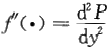 f''(•) = d²P/dy²